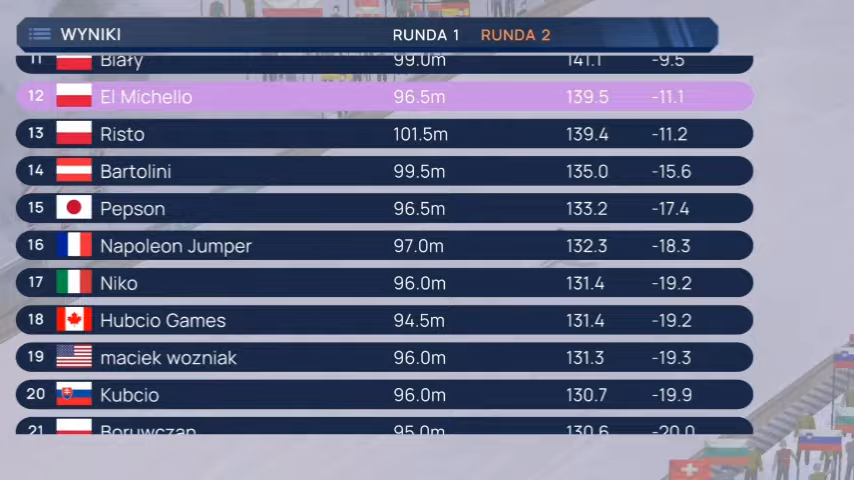 WYNIKI RUNDA 1 RUNDA 2
11 Biały 99.0m 141.1 -9.5
12 El Michello 96.5m 139.5 -11.1
13 Risto 101.5m 139.4 -11.2
14 Bartolini 99.5m 135.0 -15.6
15 Pepson 96.5m 133.2 -17.4
16 Napoleon Jumper 97.0m 132.3 -18.3
17 Niko 96.0m 131.4 -19.2
18 Hubcio Games 94.5m 131.4 -19.2
19 maciek wozniak 96.0m 131.3 -19.3
20 Kubcio 96.0m 130.7 -19.9
21 Boruwczan 95.0m 130.6 -20.0